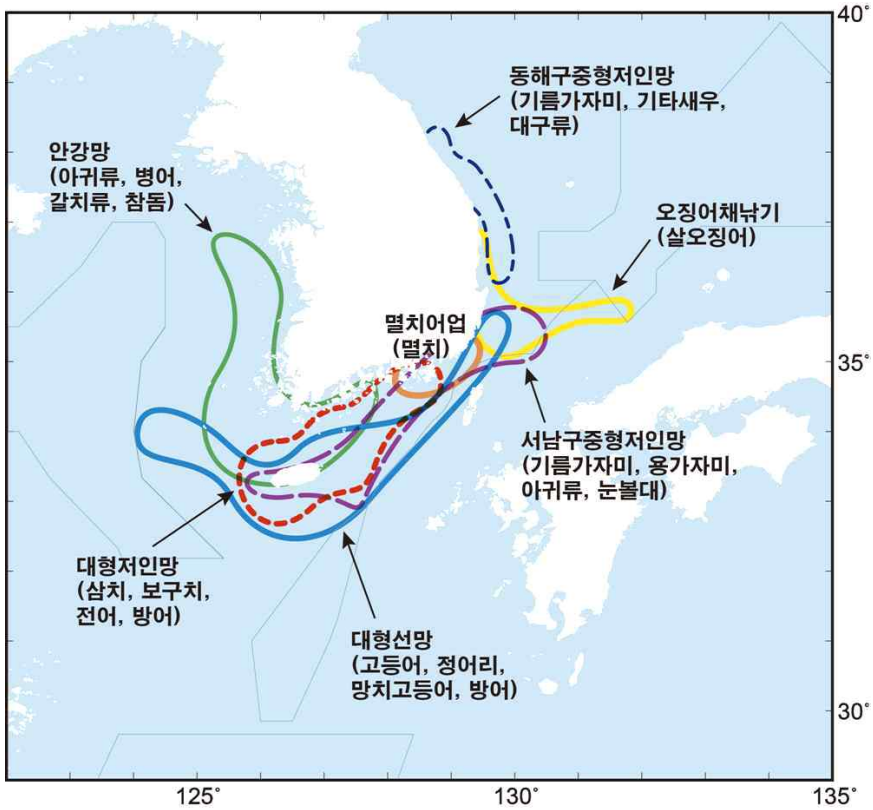 40°
동해구중형저인망
(기름가자미, 기타새우,
대구류)
안강망
(아귀류, 병어,
갈치류, 참돔)
오징어채낚기
(살오징어)
멸치어업
(멸치)
35°
서남구중형저인망
(기름가자미, 용가자미,
아귀류, 눈볼대)
대형저인망
(삼치, 보구치,
전어, 방어)
대형선망
(고등어, 정어리,
망치고등어, 방어)
30°
125°
130°
135°